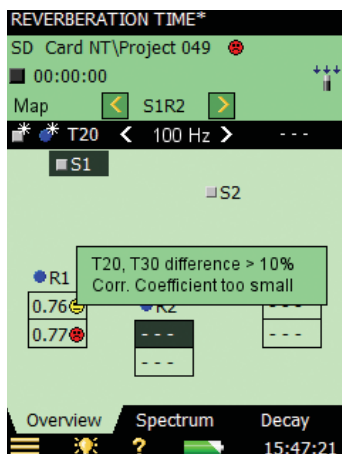 REVERBERATION TIME*
SD Card NT\Project 049
00:00:00
Map < S1R2 >
T20 < 100 Hz > - - -
S1
S2
T20, T30 difference > 10%
Corr. Coefficient too small
R1
R2
0.76
- - -
0.77
- - -
- - -
- - -
Overview Spectrum Decay
? 15:47:21